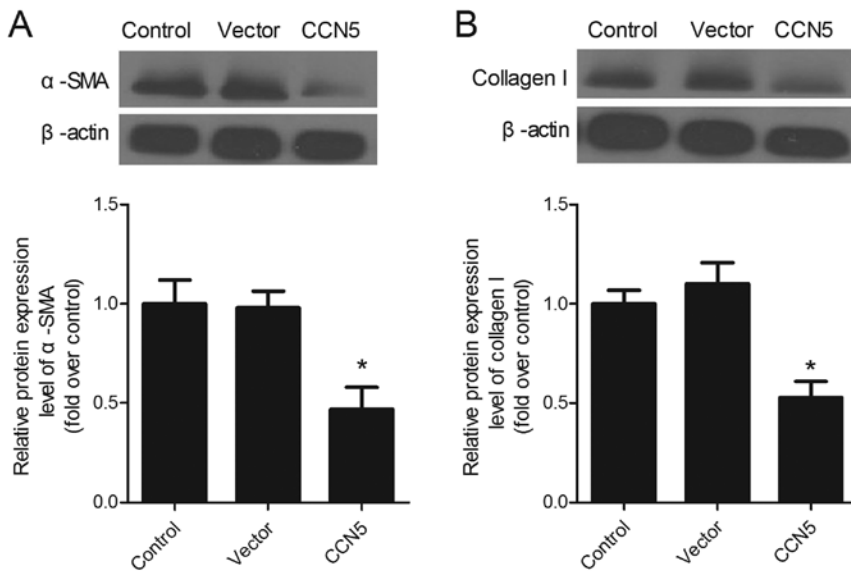 A
Control Vector CCN5
α -SMA
β -actin
Relative protein expression
level of α -SMA
(fold over control)
1.5
1.0
0.5
0.0
*
Control
Vector
CCN5
B
Control Vector CCN5
Collagen I
β -actin
Relative protein expression
level of collagen I
(fold over control)
1.5
1.0
0.5
0.0
*
Control
Vector
CCN5